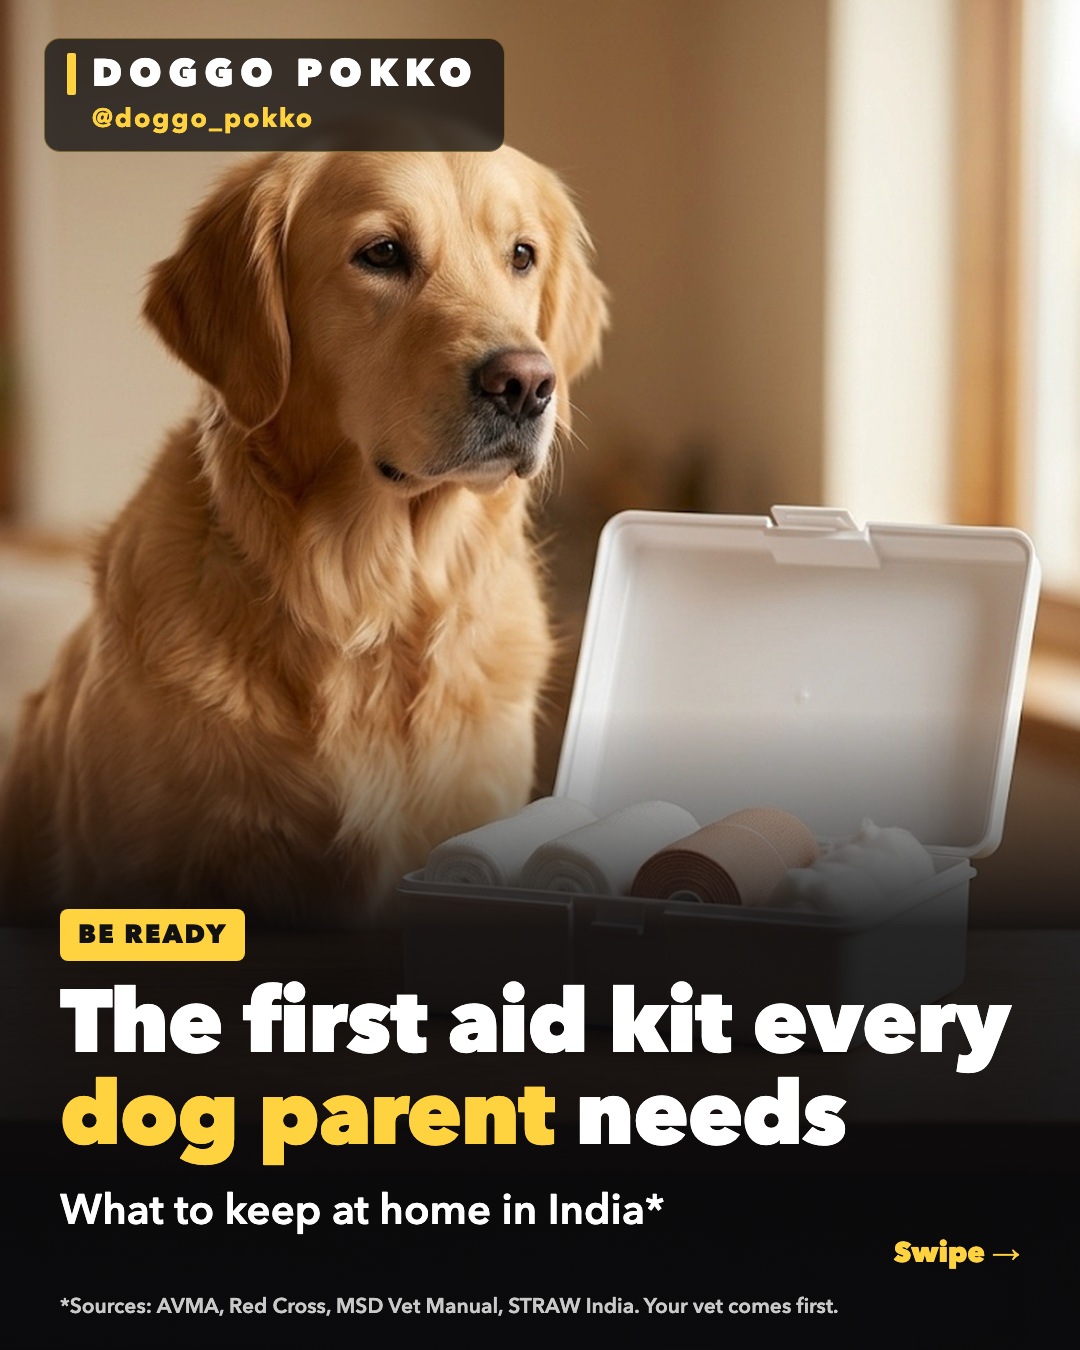 DOGGO POKKO
@doggo_pokko
BE READY
The first aid kit every
dog parent needs
What to keep at home in India*
Swipe →
*Sources: AVMA, Red Cross, MSD Vet Manual, STRAW India. Your vet comes first.